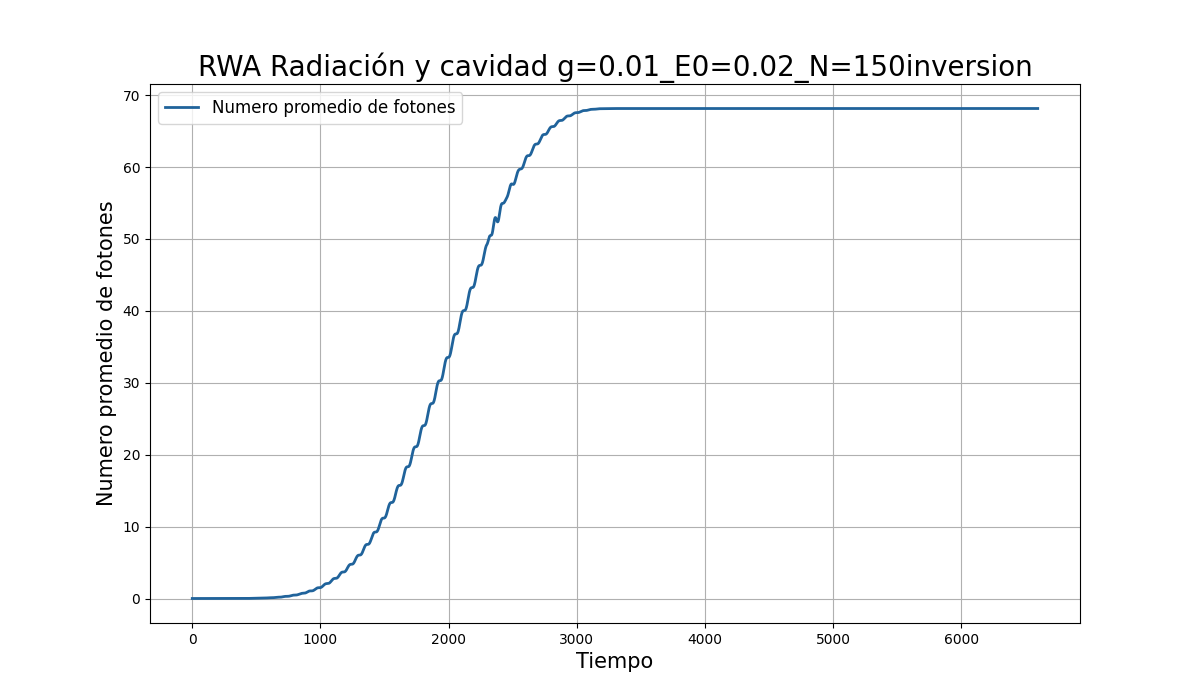 RWA Radiación y cavidad g=0.01_E0=0.02_N=150inversion
Numero promedio de fotones
Numero promedio de fotones
70
60
50
40
30
20
10
0
0 1000 2000 3000 4000 5000 6000
Tiempo